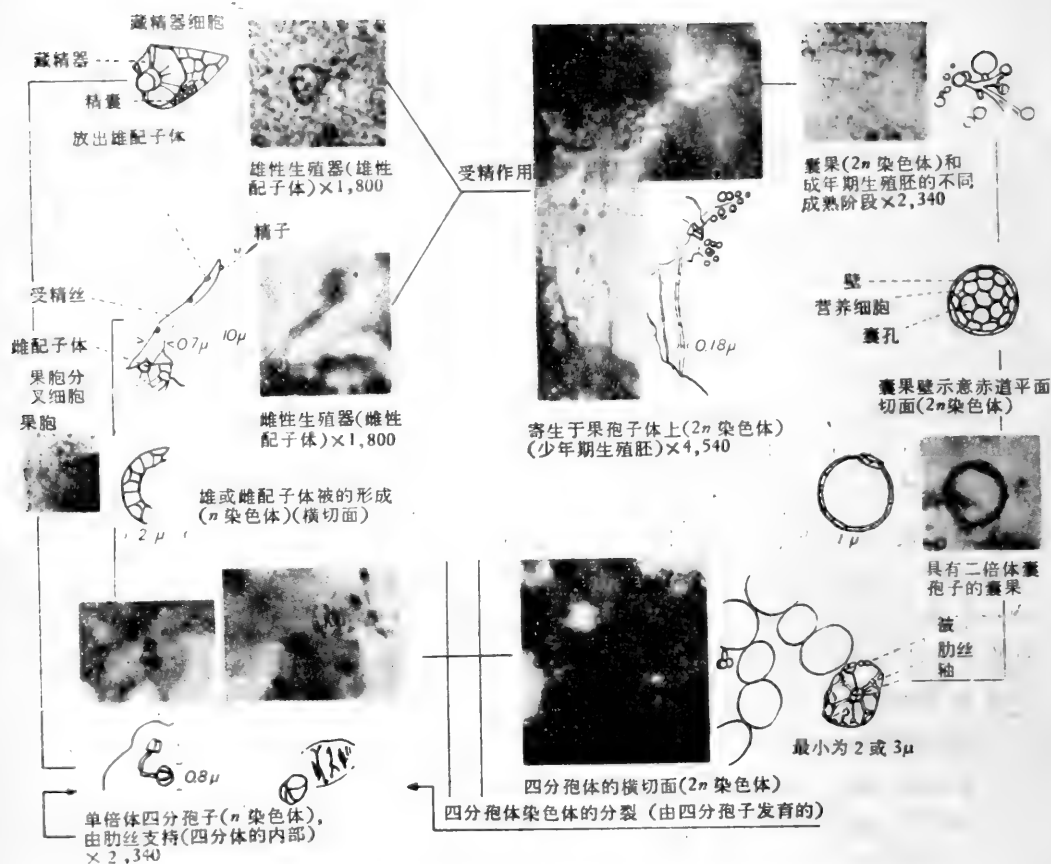 藏精器细胞
藏精器
精囊
放出雄配子体
雄性生殖器(雄性
配子体)×1,800
受精作用
囊果(2n染色体)和
成年期生殖胚的不同
成熟阶段×2,340
精子
受精丝
0.7μ
10μ
雌配子体
果胞分
叉细胞
果胞
雌性生殖器(雌性
配子体)×1,800
0.18μ
寄生于果孢子体上(2n染色体)
(少年期生殖胚)×4,540
壁
营养细胞
囊孔
囊果壁示意赤道平面
切面(2n染色体)
2μ
雄或雌配子体被的形成
(n染色体)(横切面)
1μ
具有二倍体囊
孢子的囊果
被
肋丝
轴
最小为2或3μ
0.8μ
单倍体四分孢子(n染色体),
由肋丝支持(四分体的内部)
×2,340
四分孢体的横切面(2n染色体)
四分孢体染色体的分裂(由四分孢子发育的)